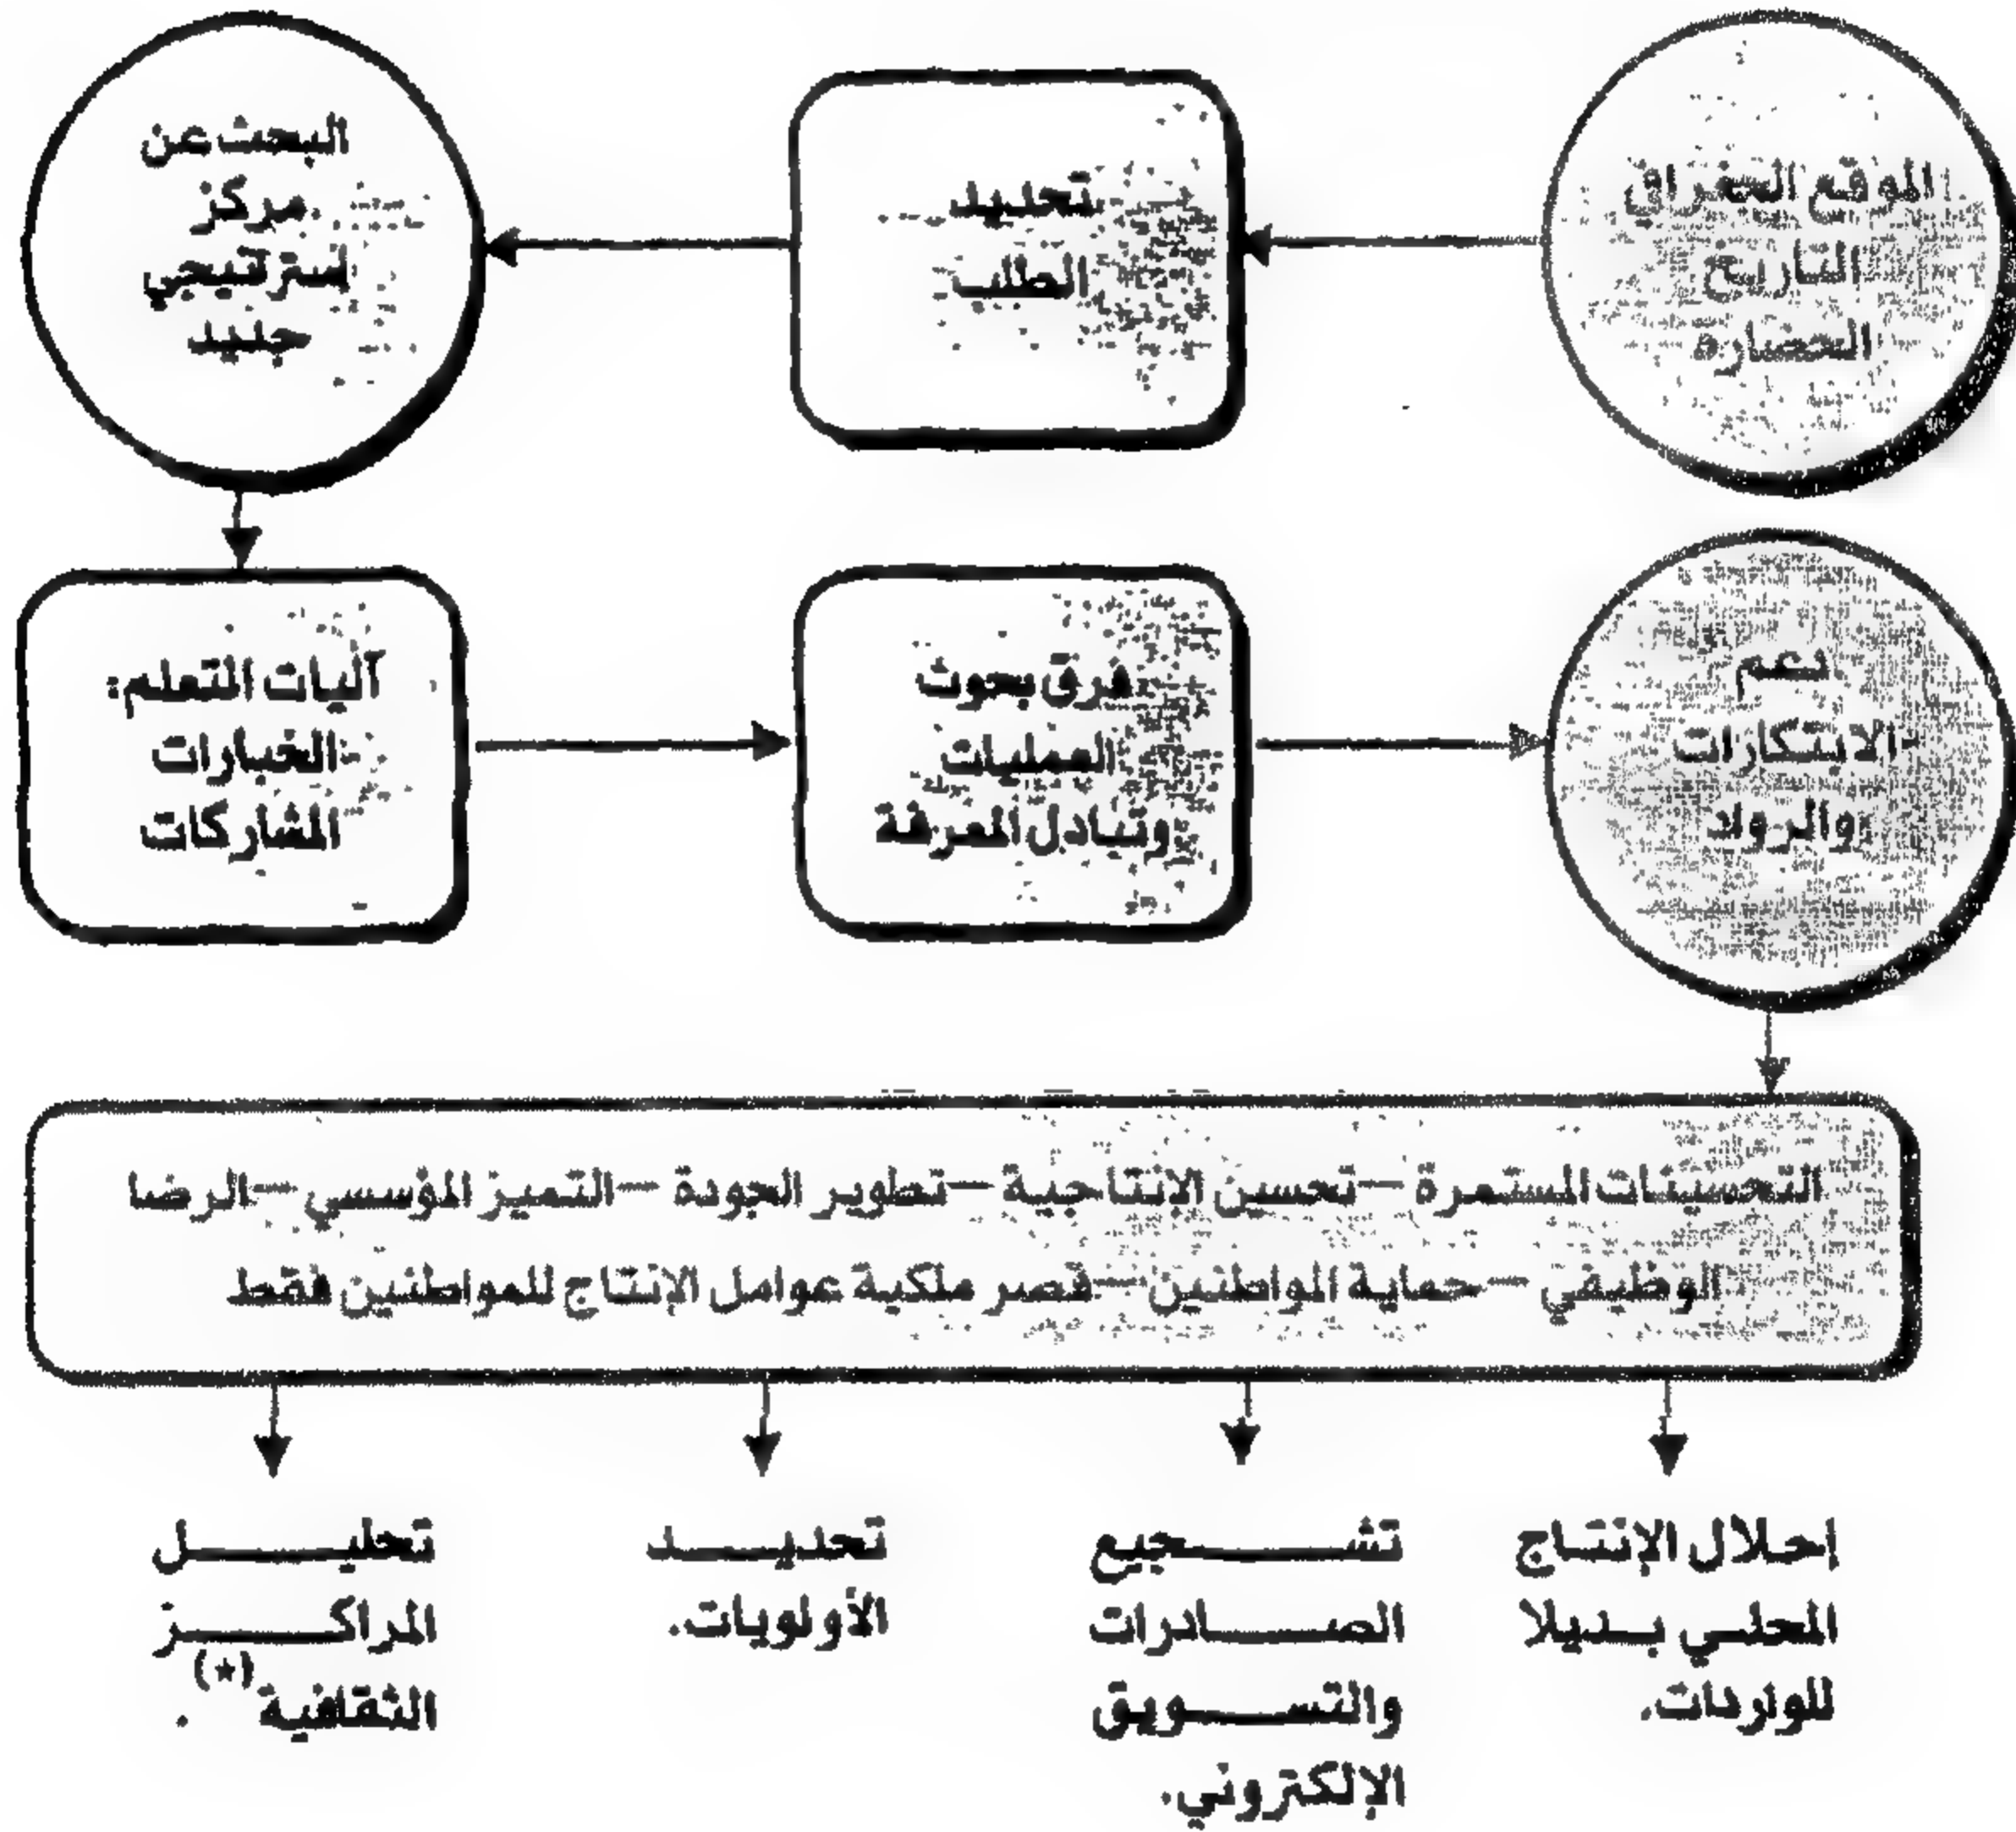 الموقع الجغرافي
التاريخ
الحضارة
تحديد
الطلب
البحث عن
مركز
استراتيجي
جديد
آليات التعلم:
الخيارات
المشاركات
فرق بحوث
العمليات
وتبادل المعرفة
دعم
الابتكارات
والرواد
التحسينات المستمرة – تحسين الإنتاجية – تطوير الجودة – التميز المؤسسي – الرضا
الوظيفي – حماية المواطنين – قصر ملكية عوامل الإنتاج للمواطنين فقط
إحلال الإنتاج
المحلي بديلا
للواردات.
تشجيع
الصادرات
والتسويق
الإلكتروني.
تحديد
الأولويات.
تحليل
المراكز
الثقافية (*).